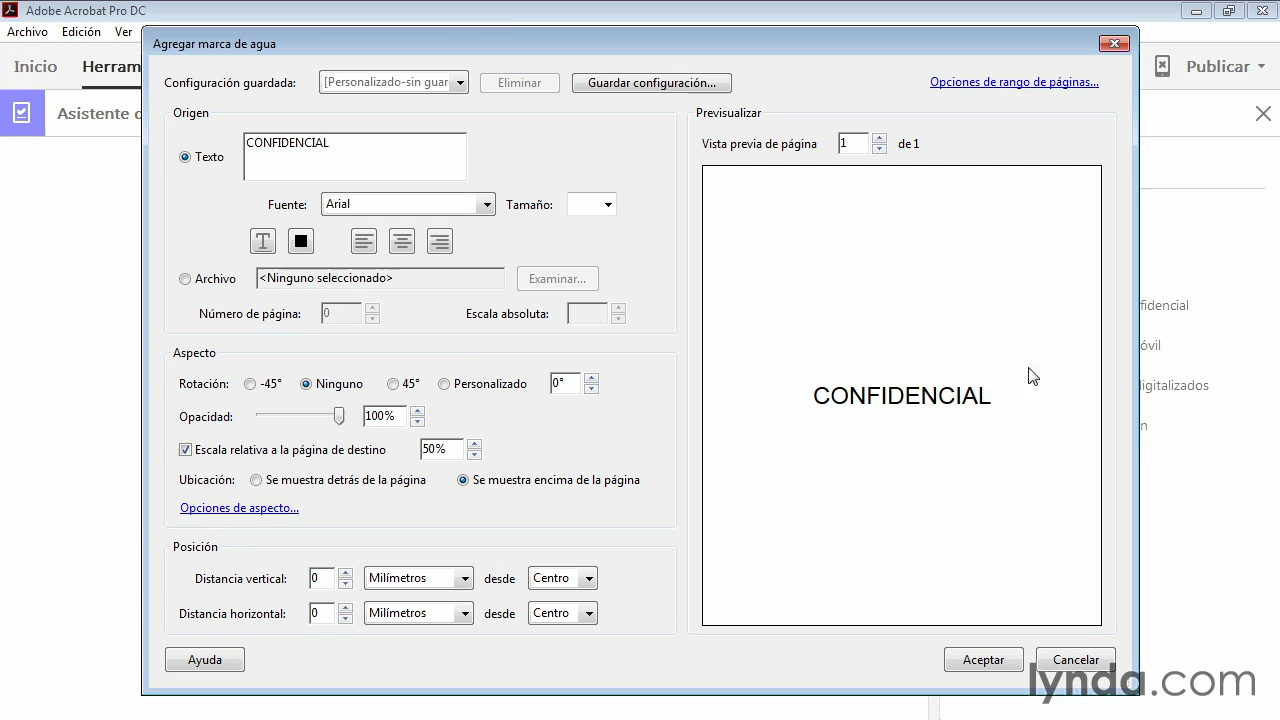 Adobe Acrobat Pro DC
Archivo Edición Ver
Inicio Herram
Publicar
Asistente d
Agregar marca de agua
Configuración guardada: [Personalizado-sin guar Eliminar Guardar configuración... Opciones de rango de páginas...
Origen
Texto CONFIDENCIAL
Fuente: Arial Tamaño:
T
Archivo <Ninguno seleccionado> Examinar...
Número de página: 0 Escala absoluta:
Aspecto
Rotación: -45° Ninguno 45° Personalizado 0°
Opacidad: 100%
Escala relativa a la página de destino 50%
Ubicación: Se muestra detrás de la página Se muestra encima de la página
Opciones de aspecto...
Posición
Distancia vertical: 0 Milímetros desde Centro
Distancia horizontal: 0 Milímetros desde Centro
Previsualizar
Vista previa de página 1 de 1
CONFIDENCIAL
fidencial
óvil
igitalizados
n
Ayuda Aceptar Cancelar
lynda.com